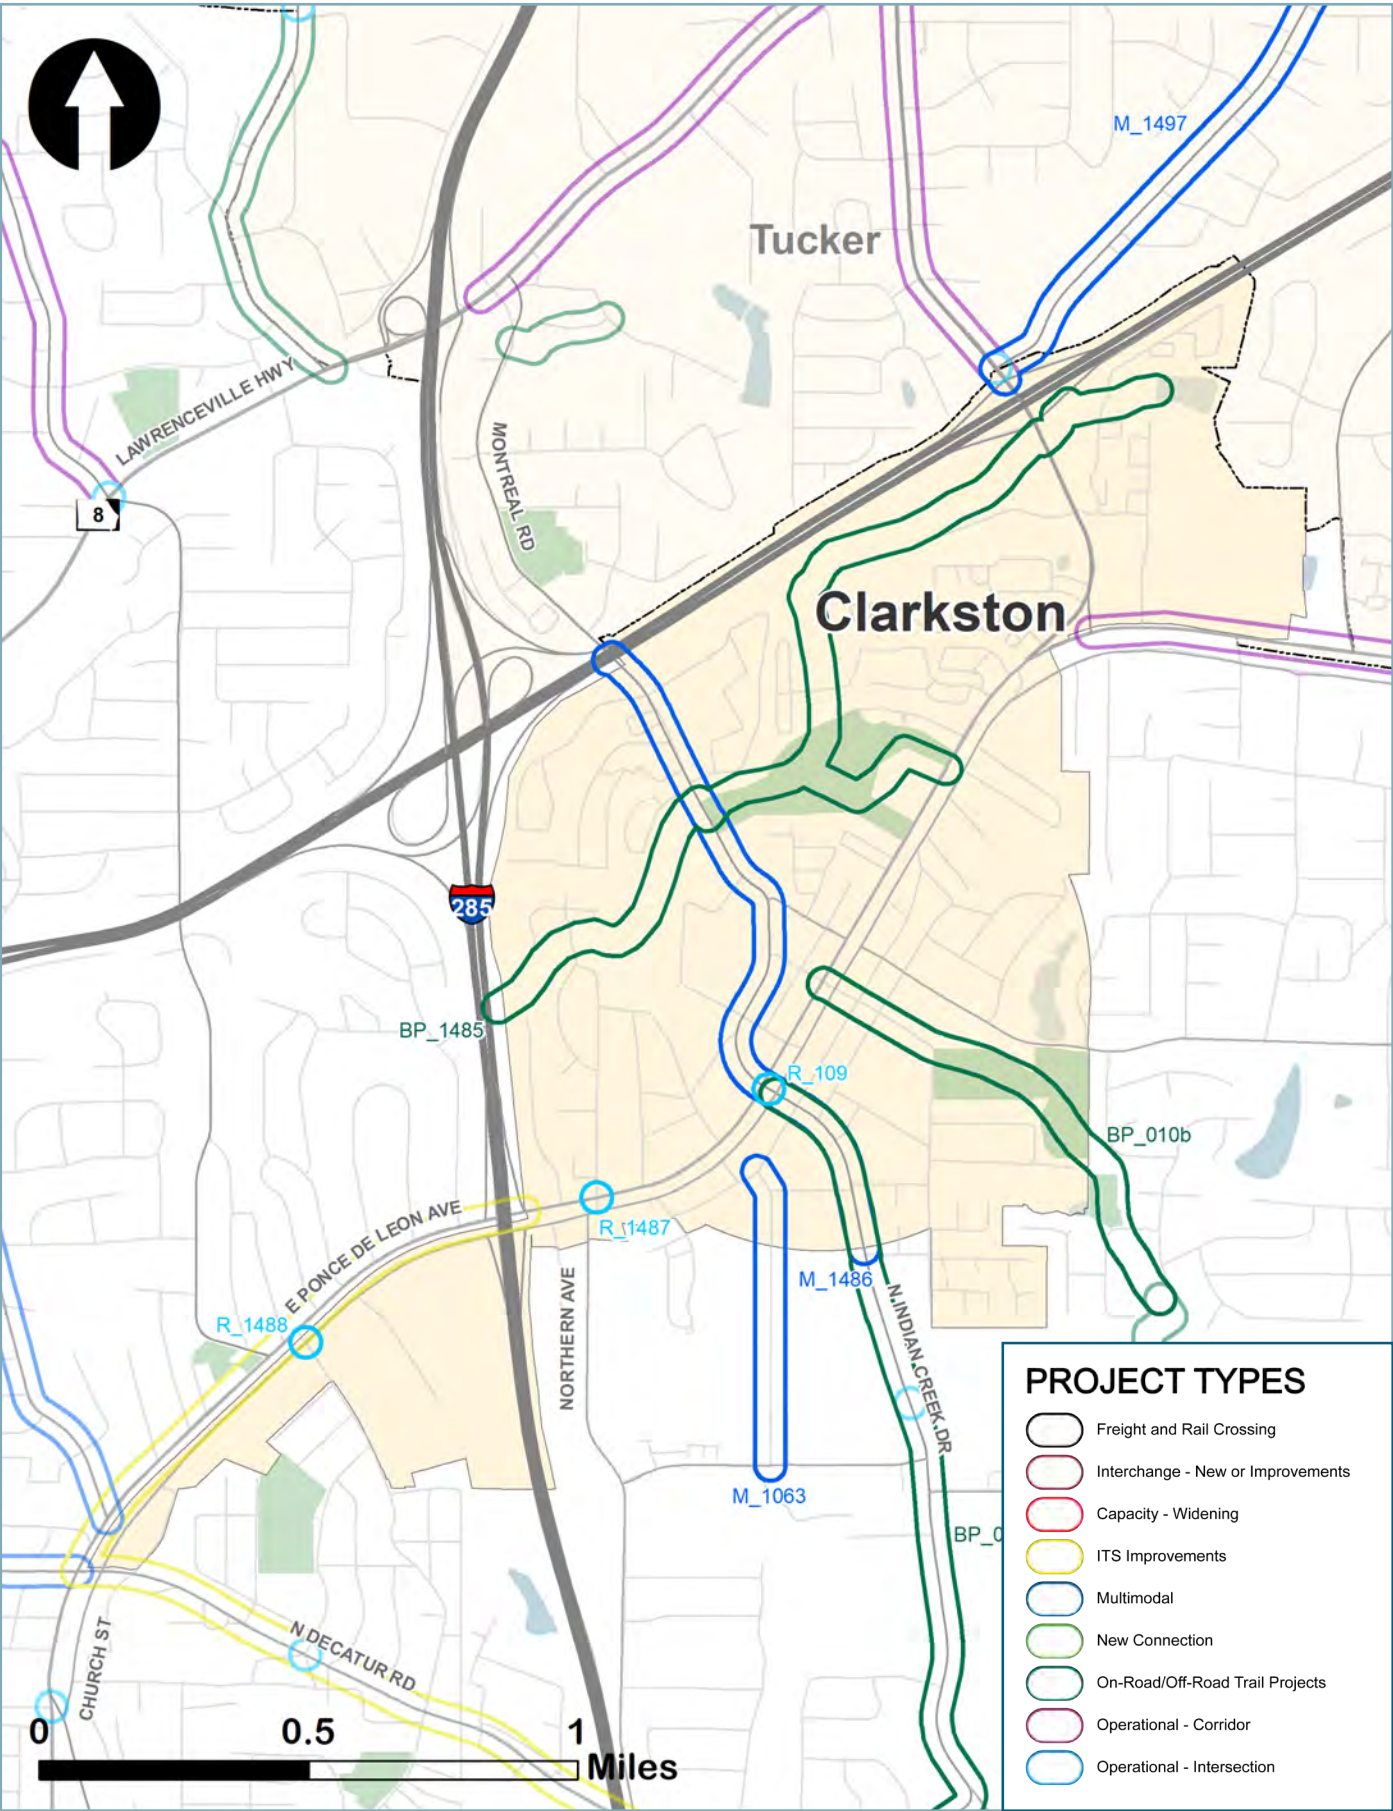 M_1497
Tucker
LAWRENCEVILLE HWY
MONTREAL RD
8
Clarkston
285
BP_1485
R_109
BP_010b
E PONCE DE LEON AVE
R_1487
M_1486
R_1488
NORTHERN AVE
N INDIAN CREEK DR
M_1063
BP_0
N DECATUR RD
CHURCH ST
0 0.5 1
Miles
PROJECT TYPES
Freight and Rail Crossing
Interchange - New or Improvements
Capacity - Widening
ITS Improvements
Multimodal
New Connection
On-Road/Off-Road Trail Projects
Operational - Corridor
Operational - Intersection